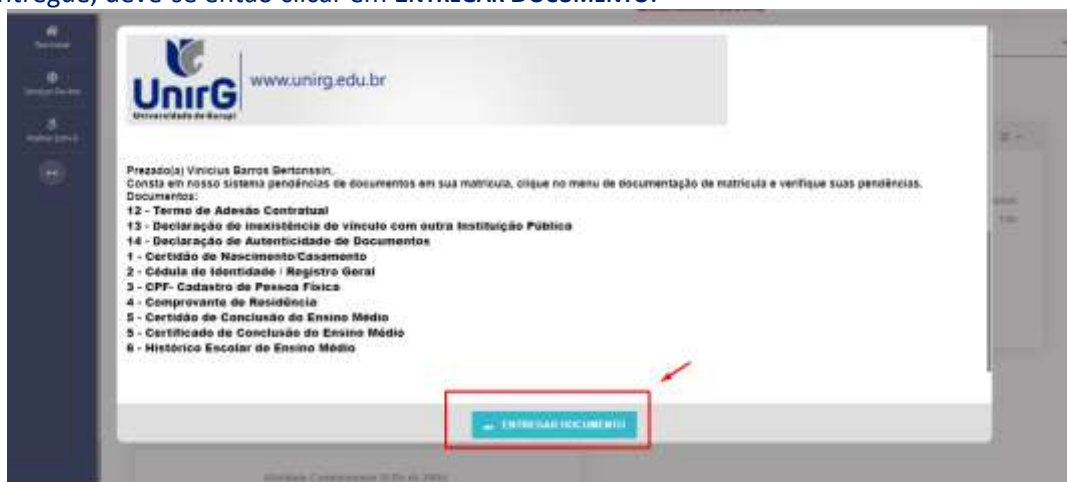 entregue, deve se então clicar em ENTREGAR DOCUMENTO.
UnirG
Universidade de Gurupi
www.unirg.edu.br
Prezado(a) Vinicius Barros Bertonssin,
Consta em nosso sistema pendências de documentos em sua matrícula, clique no menu de documentação de matrícula e verifique suas pendências.
Documentos:
12 - Termo de Adesão Contratual
13 - Declaração de inexistência de vínculo com outra Instituição Pública
14 - Declaração de Autenticidade de Documentos
1 - Certidão de Nascimento/Casamento
2 - Cédula de Identidade / Registro Geral
3 - CPF- Cadastro de Pessoa Física
4 - Comprovante de Residência
5 - Certidão de Conclusão do Ensino Médio
5 - Certificado de Conclusão do Ensino Médio
6 - Histórico Escolar do Ensino Médio
ENTREGAR DOCUMENTO